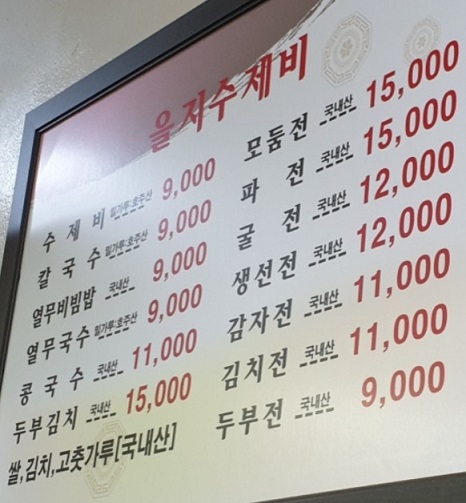 을지수제비
수제비 밀가루:호주산 9,000
칼국수 밀가루:호주산 9,000
열무비빔밥 국내산 9,000
열무국수 밀가루:호주산 9,000
콩국수 국내산 11,000
두부김치 국내산 15,000
쌀,김치,고춧가루[국내산]
모둠전 국내산 15,000
파전 국내산 15,000
굴전 국내산 12,000
생선전 국내산 12,000
감자전 국내산 11,000
김치전 국내산 11,000
두부전 국내산 9,000